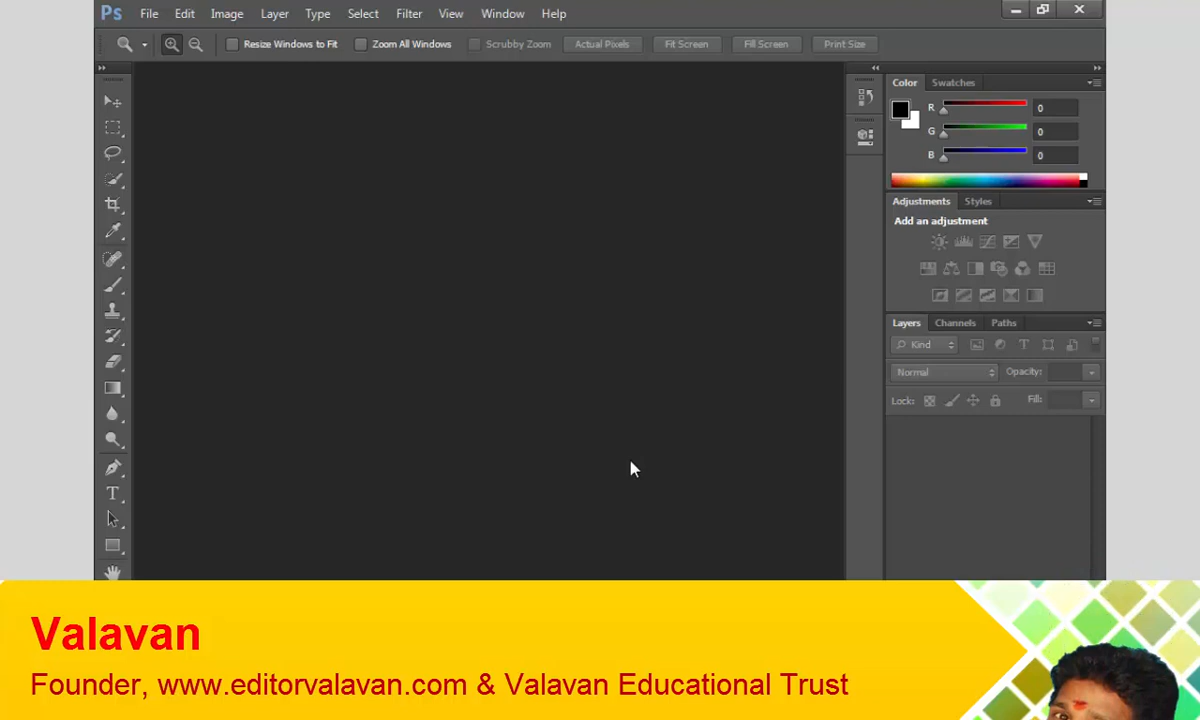 Ps File Edit Image Layer Type Select Filter View Window Help
Resize Windows to Fit Zoom All Windows Scrubby Zoom Actual Pixels Fit Screen Fill Screen Print Size
Color Swatches
R 0
G 0
B 0
Adjustments Styles
Add an adjustment
Layers Channels Paths
Kind T
Normal Opacity:
Lock: Fill:
T
Valavan
Founder, www.editorvalavan.com & Valavan Educational Trust